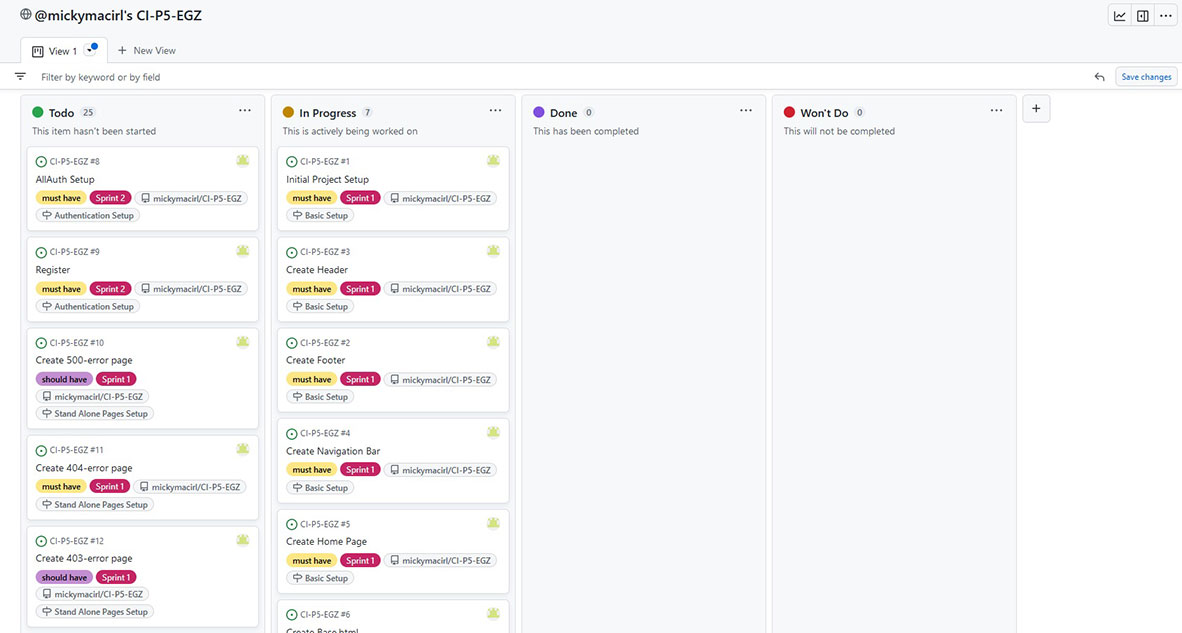 @mickymacirl's CI-P5-EGZ
View 1
New View
Filter by keyword or by field
Save changes
Todo 25
This item hasn't been started
CI-P5-EGZ #8
AllAuth Setup
must have Sprint 2 mickymacirl/CI-P5-EGZ
Authentication Setup
CI-P5-EGZ #9
Register
must have Sprint 2 mickymacirl/CI-P5-EGZ
Authentication Setup
CI-P5-EGZ #10
Create 500-error page
should have Sprint 1
mickymacirl/CI-P5-EGZ
Stand Alone Pages Setup
CI-P5-EGZ #11
Create 404-error page
must have Sprint 1 mickymacirl/CI-P5-EGZ
Stand Alone Pages Setup
CI-P5-EGZ #12
Create 403-error page
should have Sprint 1
mickymacirl/CI-P5-EGZ
Stand Alone Pages Setup
In Progress 7
This is actively being worked on
CI-P5-EGZ #1
Initial Project Setup
must have Sprint 1 mickymacirl/CI-P5-EGZ
Basic Setup
CI-P5-EGZ #3
Create Header
must have Sprint 1 mickymacirl/CI-P5-EGZ
Basic Setup
CI-P5-EGZ #2
Create Footer
must have Sprint 1 mickymacirl/CI-P5-EGZ
Basic Setup
CI-P5-EGZ #4
Create Navigation Bar
must have Sprint 1 mickymacirl/CI-P5-EGZ
Basic Setup
CI-P5-EGZ #5
Create Home Page
must have Sprint 1 mickymacirl/CI-P5-EGZ
Basic Setup
CI-P5-EGZ #6
Create Base.html
Done 0
This has been completed
Won't Do 0
This will not be completed